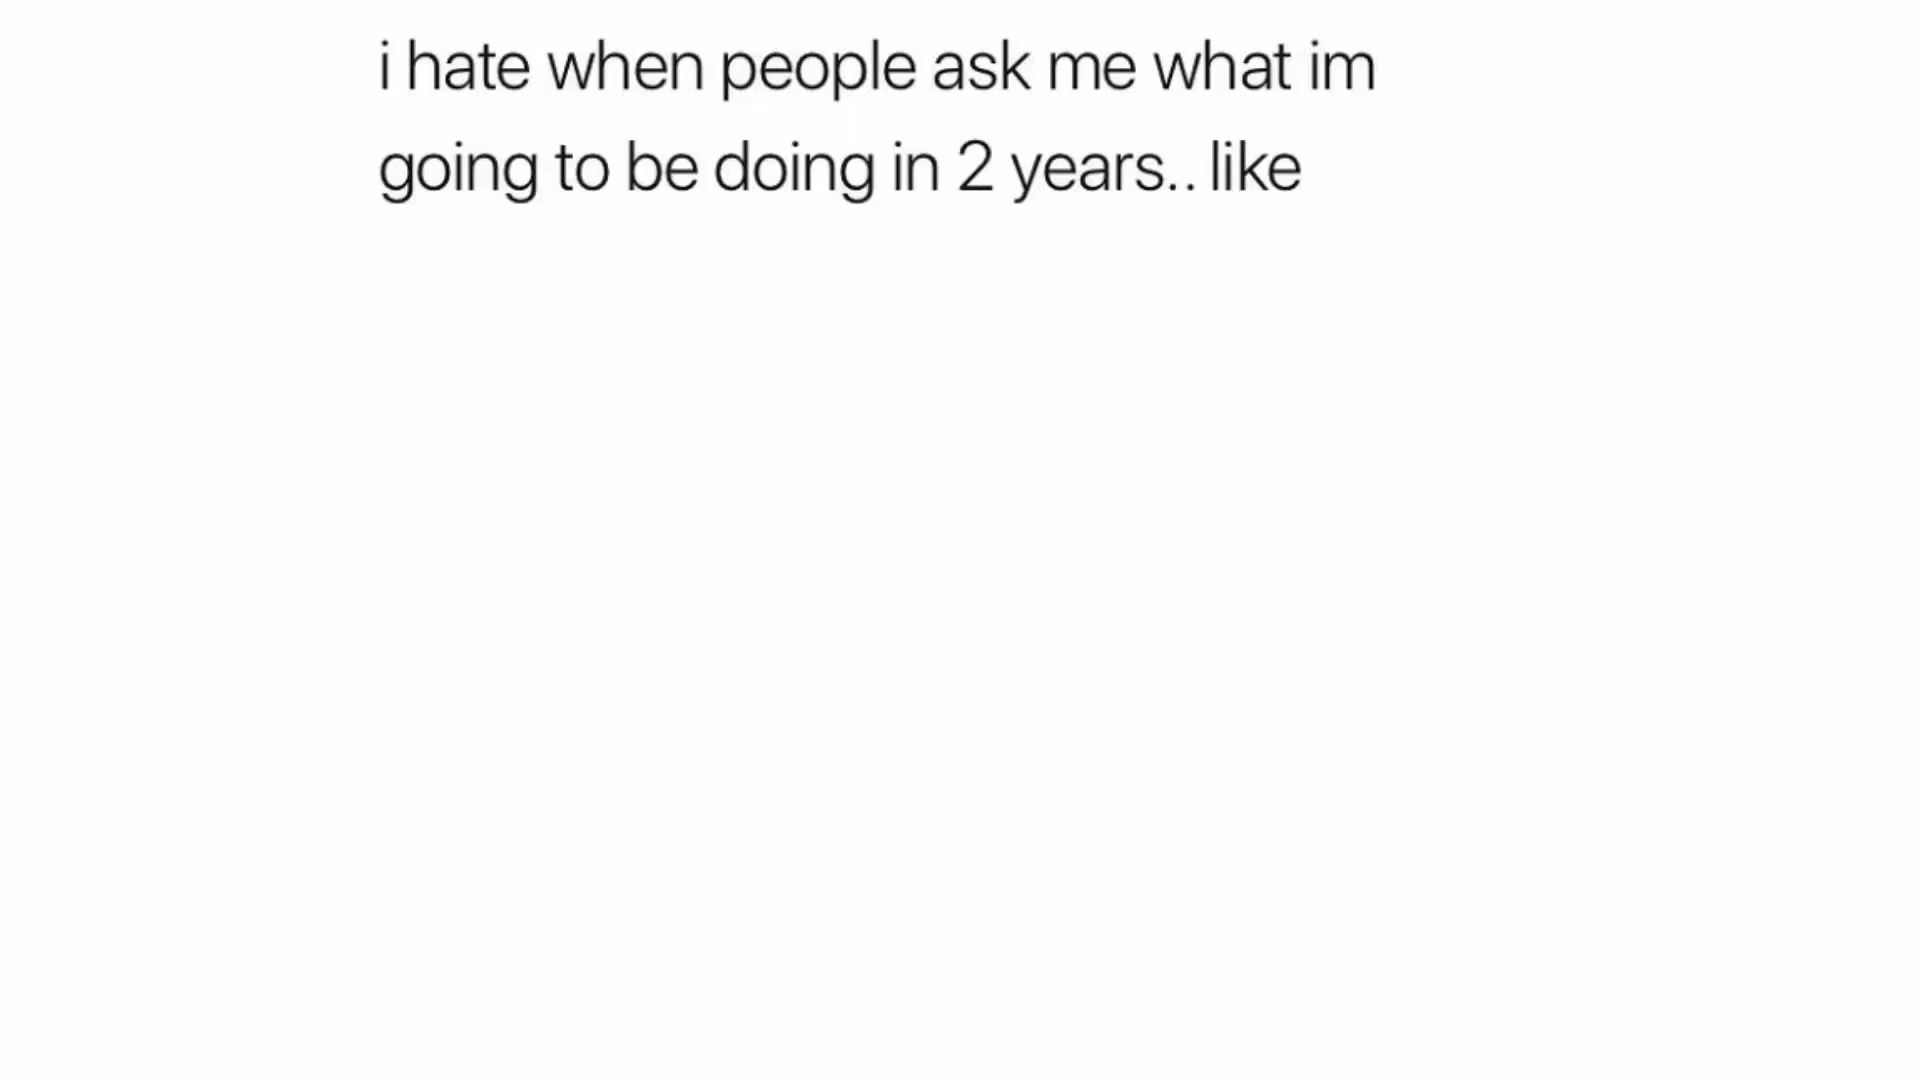 i hate when people ask me what im
going to be doing in 2 years.. like